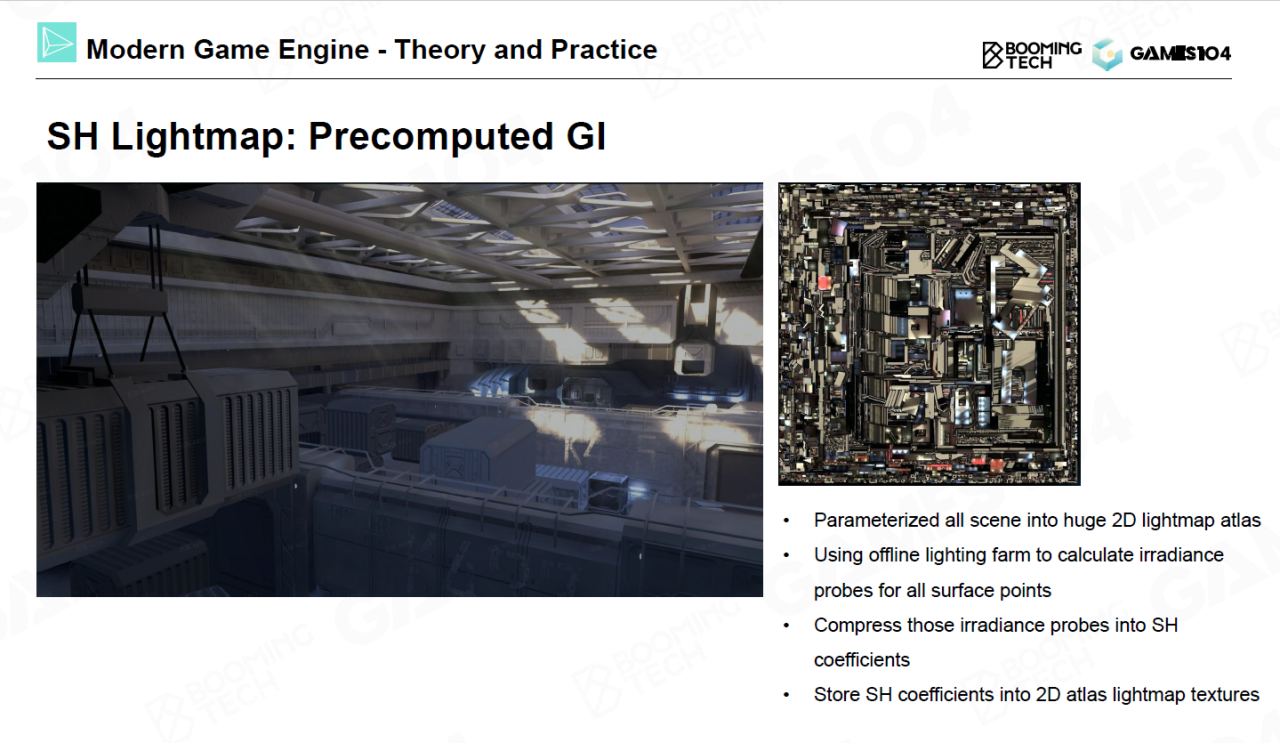 Modern Game Engine - Theory and Practice
BOOMING
TECH
GAMES104
SH Lightmap: Precomputed GI
• Parameterized all scene into huge 2D lightmap atlas
• Using offline lighting farm to calculate irradiance
probes for all surface points
• Compress those irradiance probes into SH
coefficients
• Store SH coefficients into 2D atlas lightmap textures